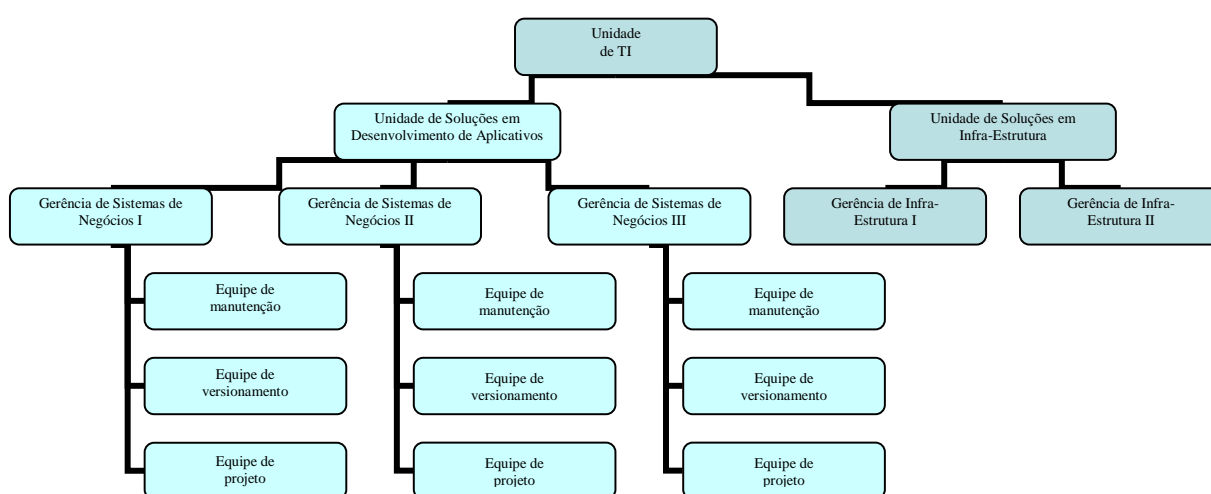 Unidade
de TI
Unidade de Soluções em
Desenvolvimento de Aplicativos
Unidade de Soluções em
Infra-Estrutura
Gerência de Sistemas de
Negócios I
Gerência de Sistemas de
Negócios II
Gerência de Sistemas de
Negócios III
Gerência de Infra-
Estrutura I
Gerência de Infra-
Estrutura II
Equipe de
manutenção
Equipe de
manutenção
Equipe de
manutenção
Equipe de
versionamento
Equipe de
versionamento
Equipe de
versionamento
Equipe de
projeto
Equipe de
projeto
Equipe de
projeto